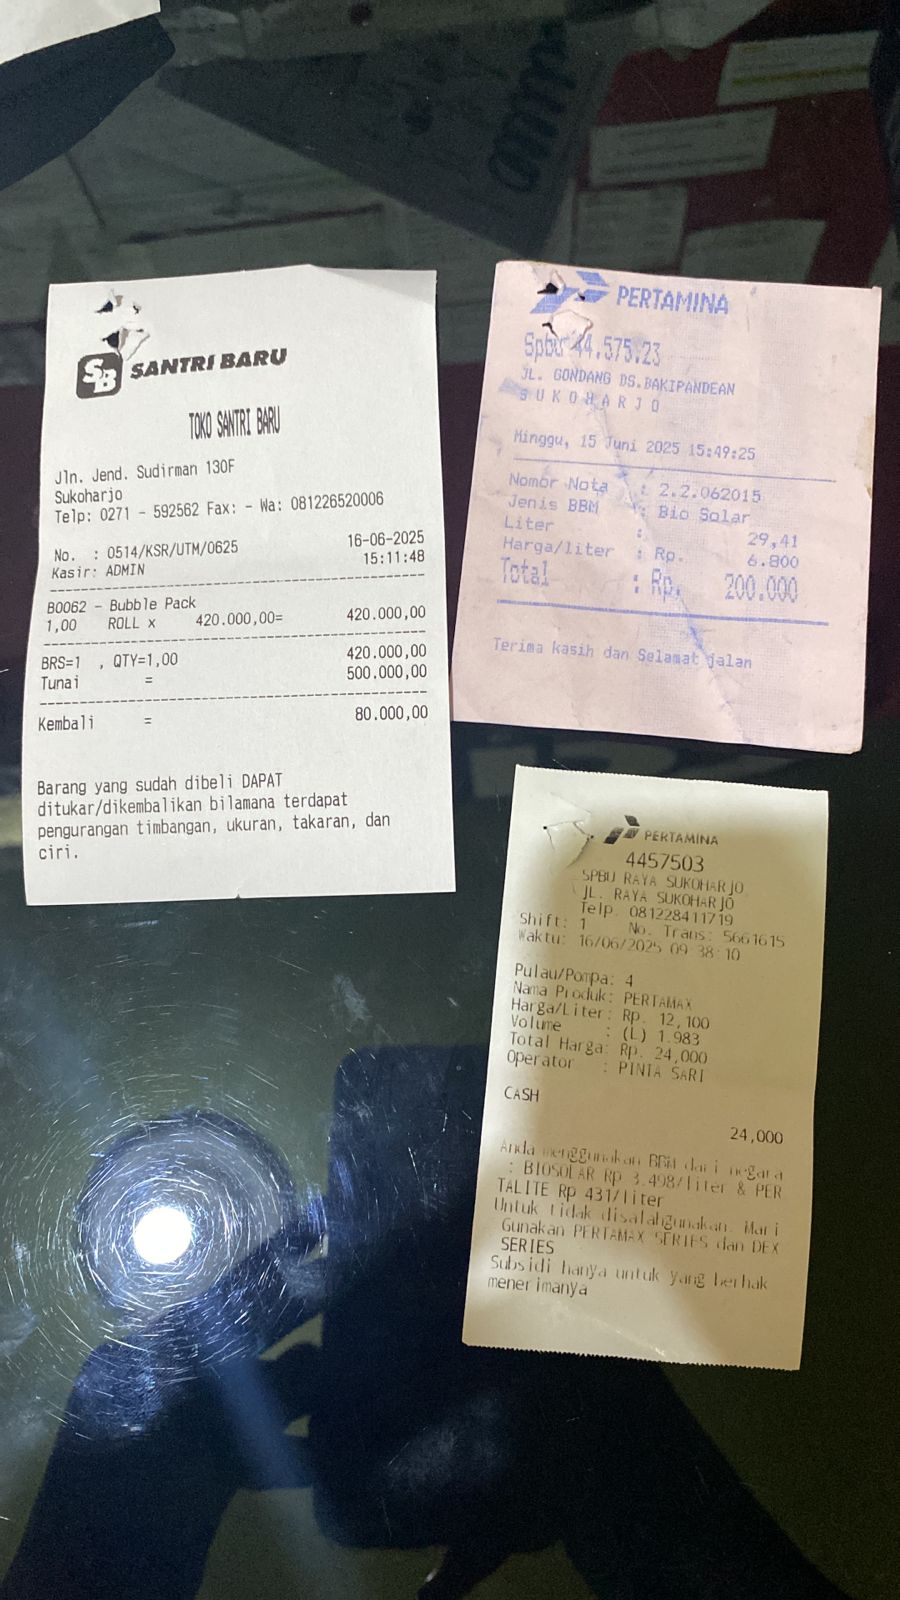 SB SANTRI BARU
TOKO SANTRI BARU
Jln. Jend. Sudirman 130F
Sukoharjo
Telp: 0271 - 592562 Fax: - Wa: 081226520006
No. : 0514/KSR/UTM/0625 16-06-2025
Kasir: ADMIN 15:11:48
B0062 - Bubble Pack
1,00 ROLL x 420.000,00= 420.000,00
BRS=1 , QTY=1,00 420.000,00
Tunai = 500.000,00
Kembali = 80.000,00
Barang yang sudah dibeli DAPAT
ditukar/dikembalikan bilamana terdapat
pengurangan timbangan, ukuran, takaran, dan
ciri.
PERTAMINA
Spbu 44.575.23
JL. GONDANG DS.BAKIPANDEAN
SUKOHARJO
Minggu, 15 Juni 2025 15:49:25
Nomor Nota : 2.2.062015
Jenis BBM : Bio Solar
Liter : 29,41
Harga/liter : Rp. 6.800
Total : Rp. 200.000
Terima kasih dan Selamat jalan
PERTAMINA
4457503
SPBU RAYA SUKOHARJO
JL. RAYA SUKOHARJO
Telp. 081228411719
Shift: 1 No. Trans: 5661615
Waktu: 16/06/2025 09:38:10
Pulau/Pompa: 4
Nama Produk: PERTAMAX
Harga/Liter: Rp. 12,100
Volume : (L) 1.983
Total Harga: Rp. 24,000
Operator : PINTA SARI
CASH
24,000
Anda menggunakan BBM dari negara
: BIOSOLAR Rp 3.498/liter & PER
TALITE Rp 431/liter
Untuk tidak disalahgunakan. Mari
Gunakan PERTAMAX SERIES dan DEX
SERIES
Subsidi hanya untuk yang berhak
menerimanya